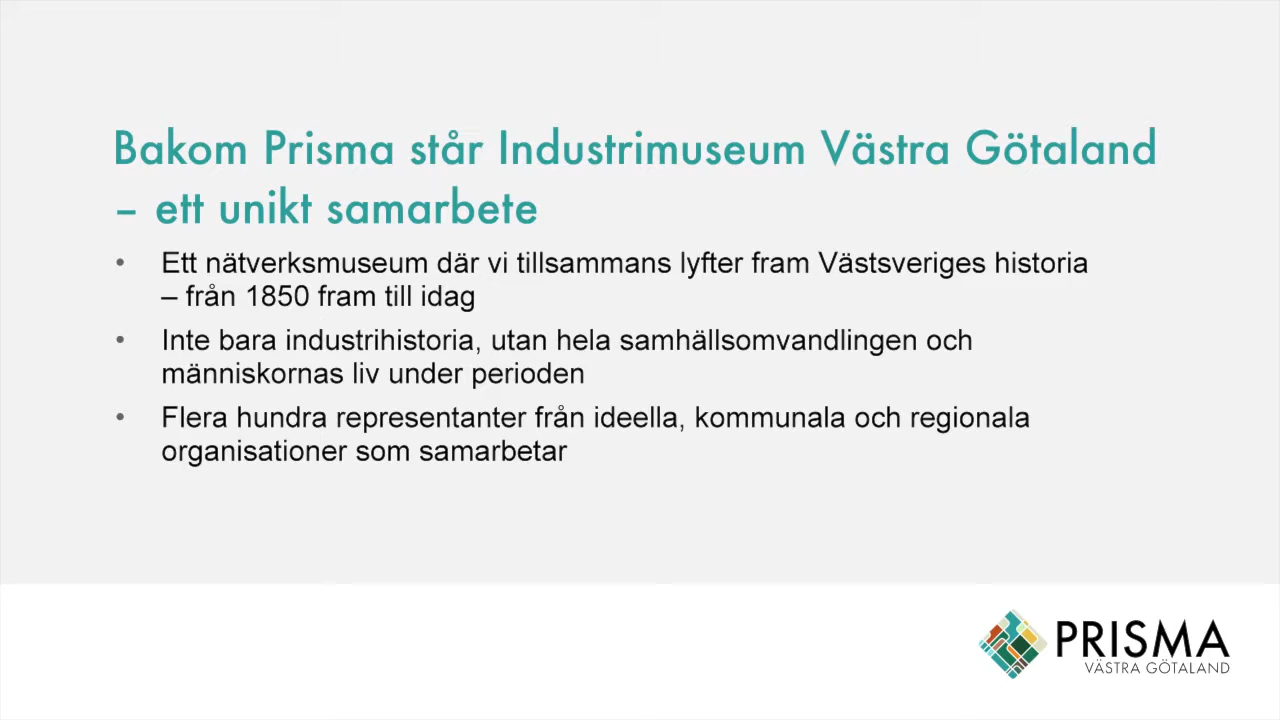 Bakom Prisma står Industrimuseum Västra Götaland
– ett unikt samarbete
• Ett nätverksmuseum där vi tillsammans lyfter fram Västsveriges historia
– från 1850 fram till idag
• Inte bara industrihistoria, utan hela samhällsomvandlingen och
människornas liv under perioden
• Flera hundra representanter från ideella, kommunala och regionala
organisationer som samarbetar
PRISMA
VÄSTRA GÖTALAND